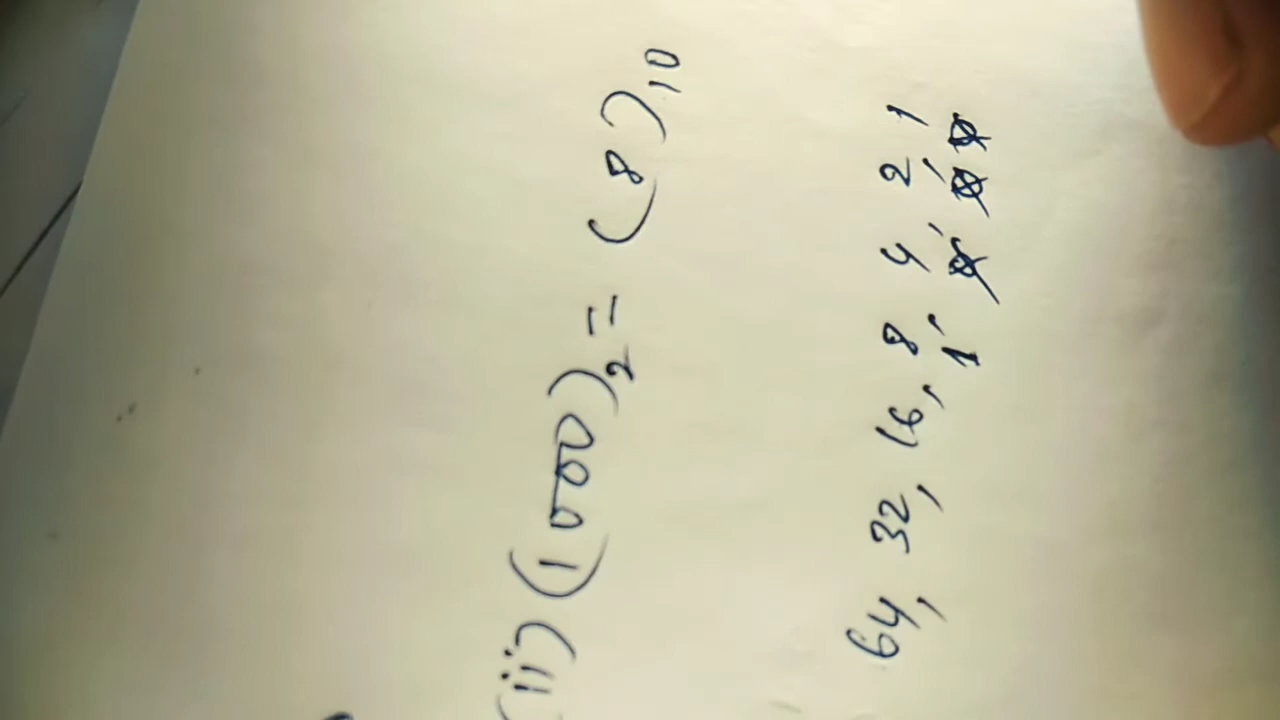 (ii) (1000)₂ = (8)₁₀
64, 32, 16, 8, 4, 2, 1
1 0 0 0